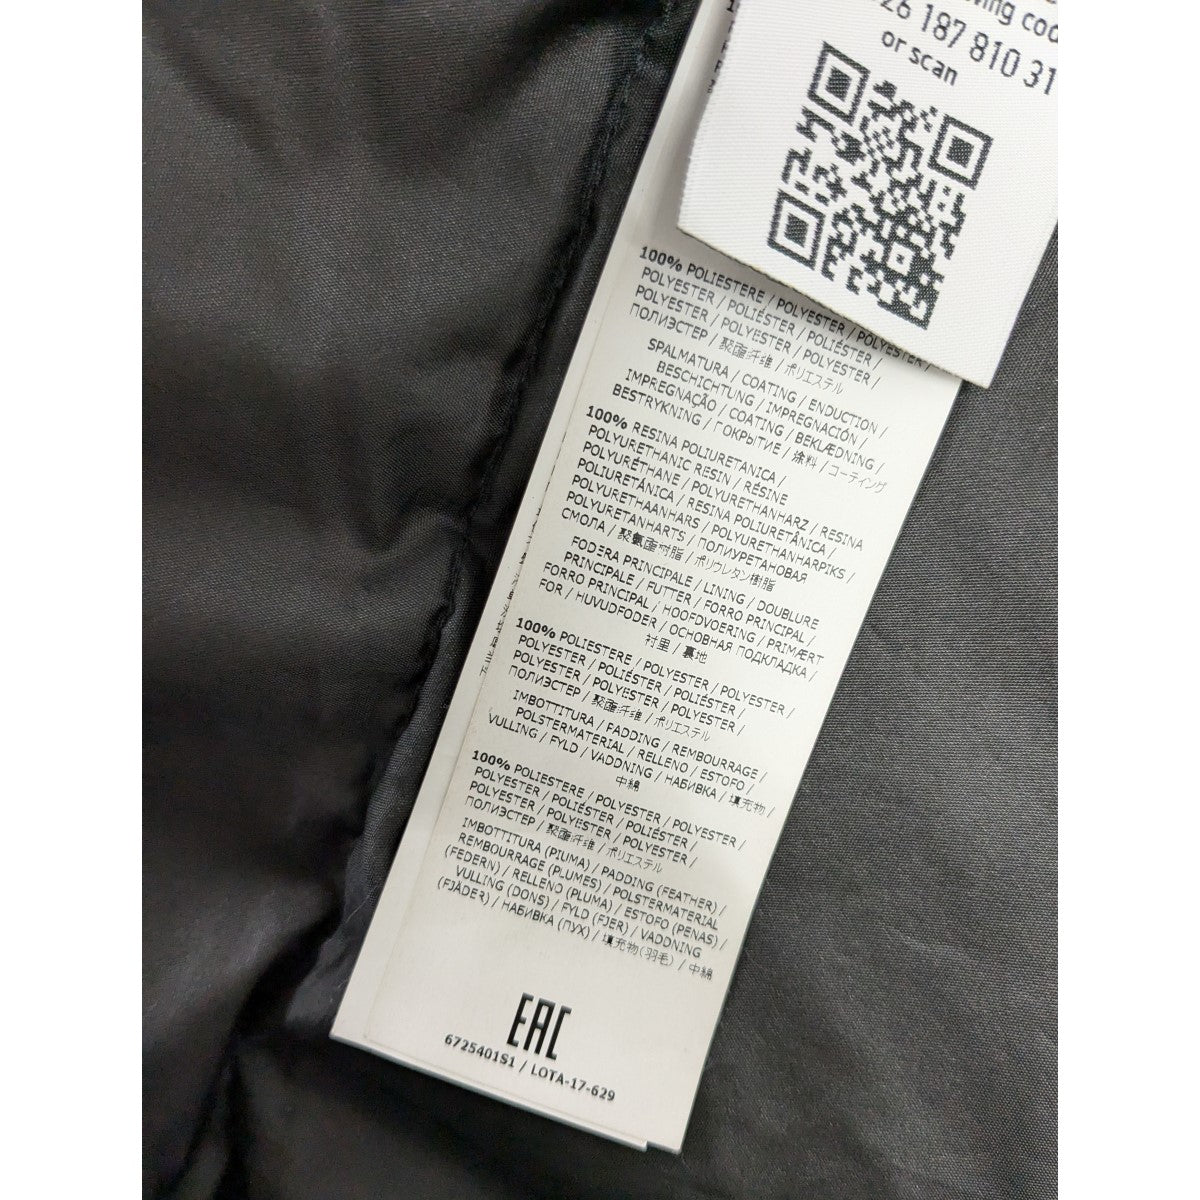 ing cod
26 187 810 31
or scan
100% POLIESTERE / POLYESTER / POLYESTER /
POLYESTER / POLIÉSTER / POLIÉSTER /
POLYESTER / POLYESTER / POLYESTER /
ПОЛИЭСТЕР / 聚酯纤维 / ポリエステル
SPALMATURA / COATING / ENDUCTION /
BESCHICHTUNG / IMPREGNACIÓN /
IMPREGNAÇÃO / COATING / BEKLÆDNING /
BESTRYKNING / ПОКРЫТИЕ / 涂料 / コーティング
100% RESINA POLIURETANICA /
POLYURETHANIC RESIN / RÉSINE
POLYURÉTHANE / POLYURETHANHARZ / RESINA
POLIURETÂNICA / RESINA POLIURETÂNICA /
POLYURETHAANHARS / POLYURETHANHARPIKS /
POLYURETANHARTS / ПОЛИУРЕТАНОВАЯ
СМОЛА / 聚氨酯树脂 / ポリウレタン樹脂
FODERA PRINCIPALE / LINING / DOUBLURE
PRINCIPALE / FUTTER / FORRO PRINCIPAL /
FORRO PRINCIPAL / HOOFDVOERING / PRIMÆRT
FOR / HUVUDFODER / ОСНОВНАЯ ПОДКЛАДКА /
衬里 / 裏地
100% POLIESTERE / POLYESTER / POLYESTER /
POLYESTER / POLIÉSTER / POLIÉSTER /
POLYESTER / POLYESTER / POLYESTER /
ПОЛИЭСТЕР / 聚酯纤维 / ポリエステル
IMBOTTITURA / PADDING / REMBOURRAGE /
POLSTERMATERIAL / RELLENO / ESTOFO /
VULLING / FYLD / VADDNING / НАБИВКА / 填充物 /
中綿
100% POLIESTERE / POLYESTER / POLYESTER /
POLYESTER / POLIÉSTER / POLIÉSTER /
POLYESTER / POLYESTER / POLYESTER /
ПОЛИЭСТЕР / 聚酯纤维 / ポリエステル
IMBOTTITURA (PIUMA) / PADDING (FEATHER) /
REMBOURRAGE (PLUMES) / POLSTERMATERIAL
(FEDERN) / RELLENO (PLUMA) / ESTOFO (PENAS) /
VULLING (DONS) / FYLD (FJER) / VADDNING
(FJÄDER) / НАБИВКА (ПУХ) / 填充物(羽毛) / 中綿
EAC
6725401S1 / LOTA-17-629